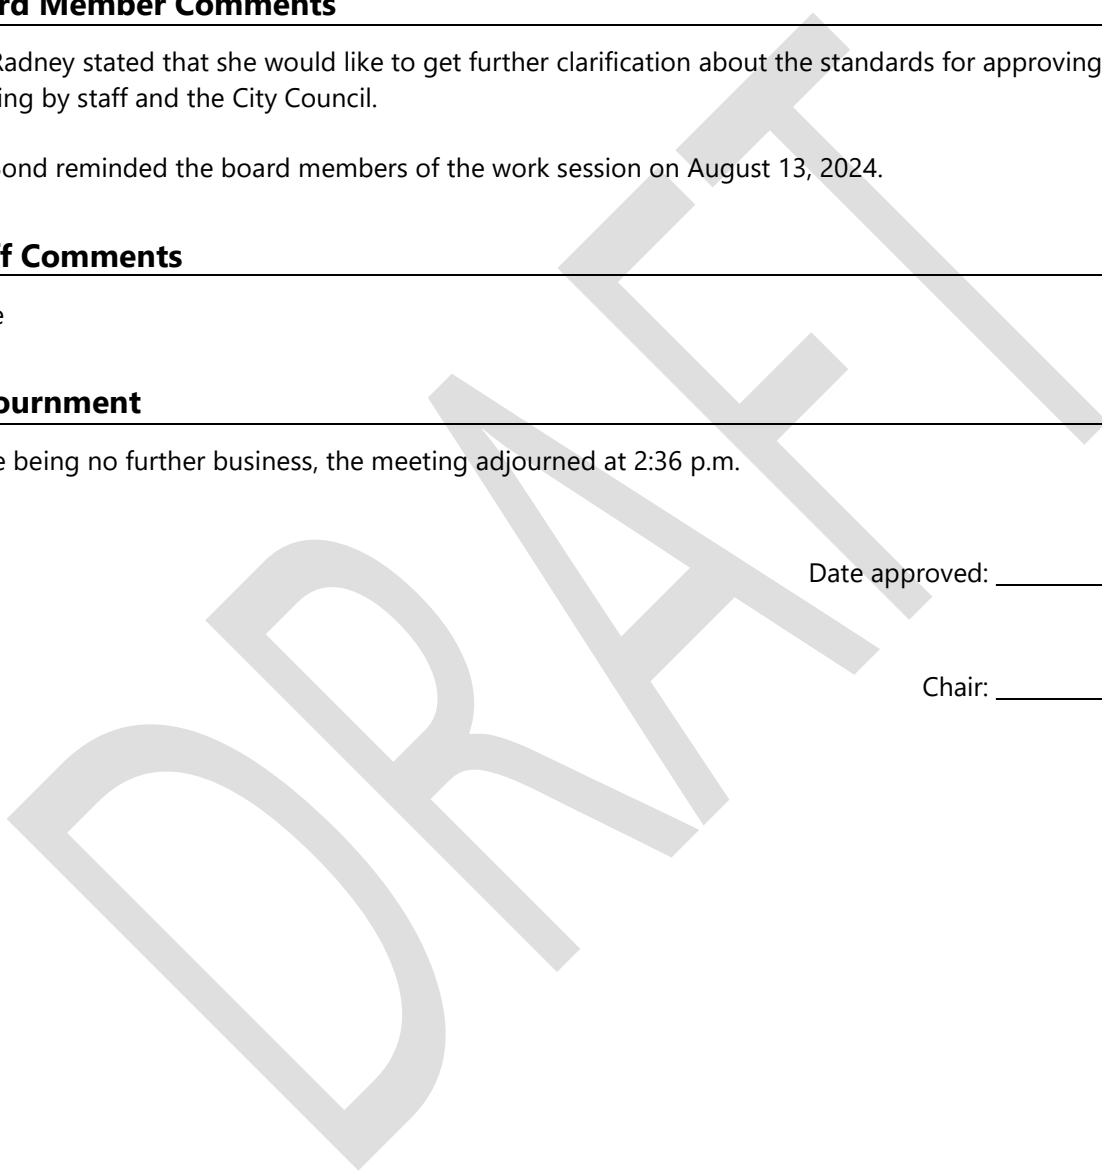 rd Member Comments
Radney stated that she would like to get further clarification about the standards for approving
ing by staff and the City Council.
ond reminded the board members of the work session on August 13, 2024.
ff Comments
e
ournment
e being no further business, the meeting adjourned at 2:36 p.m.
Date approved:
Chair:
DRAFT